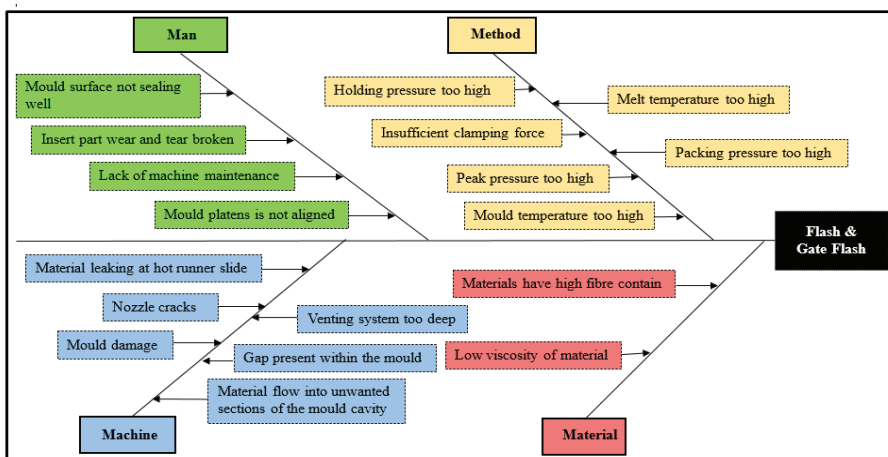 Man
Method
Mould surface not sealing
well
Holding pressure too high
Melt temperature too high
Insert part wear and tear broken
Insufficient clamping force
Packing pressure too high
Lack of machine maintenance
Peak pressure too high
Mould platens is not aligned
Mould temperature too high
Flash &
Gate Flash
Material leaking at hot runner slide
Materials have high fibre contain
Nozzle cracks
Venting system too deep
Mould damage
Gap present within the mould
Low viscosity of material
Material flow into unwanted
sections of the mould cavity
Machine
Material